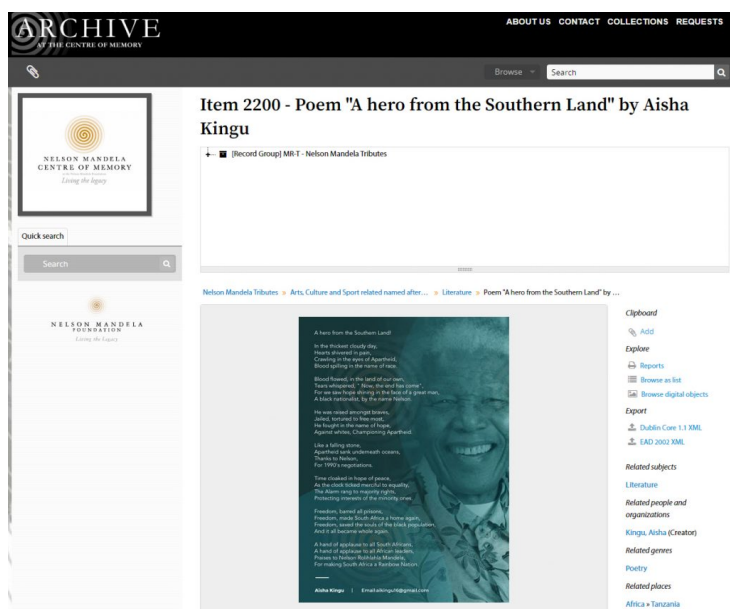 ARCHIVE
AT THE CENTRE OF MEMORY
ABOUT US CONTACT COLLECTIONS REQUESTS
Browse
Search
NELSON MANDELA
CENTRE OF MEMORY
Living the legacy
Quick search
Search
NELSON MANDELA
FOUNDATION
Living the Legacy
Item 2200 - Poem "A hero from the Southern Land" by Aisha
Kingu
[Record Group] MR-T - Nelson Mandela Tributes
Nelson Mandela Tributes » Arts, Culture and Sport related named after... » Literature » Poem "A hero from the Southern Land" by ...
A hero from the Southern Land!
In the thickest cloudy day,
Hearts shivered in pain,
Crawling in the eyes of Apartheid,
Blood spilling in the name of race.
Blood flowed, in the land of our own,
Tears whispered, " Now, the end has come",
For we saw hope shining in the face of a great man,
A black nationalist, by the name Nelson.
He was raised amongst braves,
Jailed, tortured to free most,
He fought in the name of hope,
Against whites, Championing Apartheid.
Like a falling stone,
Apartheid sank underneath oceans,
Thanks to Nelson,
For 1990's negotiations.
Time cloaked in hope of peace,
As the clock ticked merciful to equality,
The Alarm rang to majority rights,
Protecting interests of the minority ones.
Freedom, barred all prisons,
Freedom, made South Africa a home again,
Freedom, saved the souls of the black population,
And it all became whole again.
A hand of applause to all South Africans,
A hand of applause to all African leaders,
Praises to Nelson Rohlahla Mandela,
For making South Africa a Rainbow Nation.
Aisha Kingu | Email:
Clipboard
Add
Explore
Reports
Browse as list
Browse digital objects
Export
Dublin Core 1.1 XML
EAD 2002 XML
Related subjects
Literature
Related people and
organizations
Kingu, Aisha (Creator)
Related genres
Poetry
Related places
Africa » Tanzania